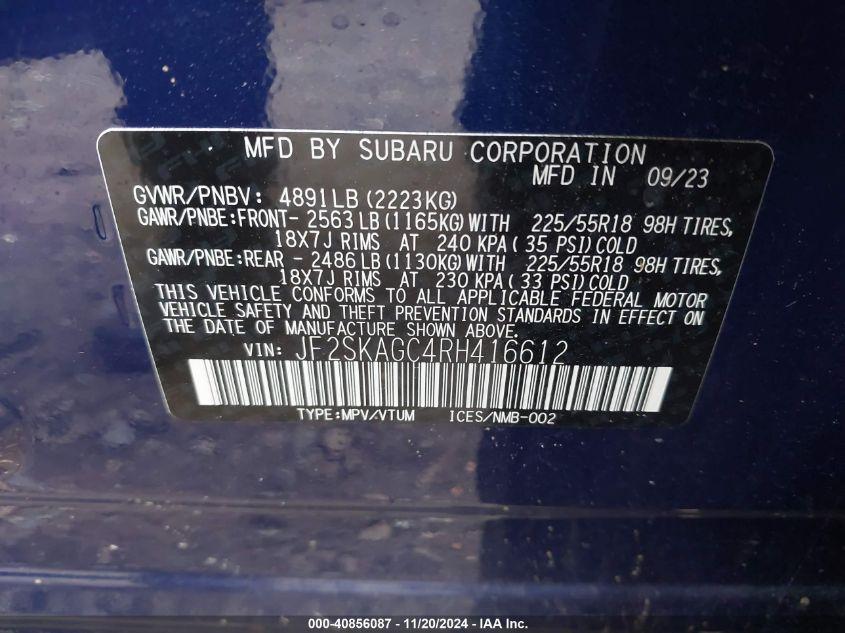 MFD BY SUBARU CORPORATION
MFD IN 09/23
GVWR/PNBV: 4891LB (2223KG)
GAWR/PNBE:FRONT- 2563 LB (1165KG) WITH 225/55R18 98H TIRES,
18X7J RIMS AT 240 KPA ( 35 PSI) COLD
GAWR/PNBE:REAR - 2486 LB (1130KG) WITH 225/55R18 98H TIRES,
18X7J RIMS AT 230 KPA ( 33 PSI) COLD
THIS VEHICLE CONFORMS TO ALL APPLICABLE FEDERAL MOTOR
VEHICLE SAFETY AND THEFT PREVENTION STANDARDS IN EFFECT ON
THE DATE OF MANUFACTURE SHOWN ABOVE.
VIN: JF2SKAGC4RH416612
TYPE:MPV/VTUM ICES/NMB-002
000-40856087 - 11/20/2024 - IAA Inc.